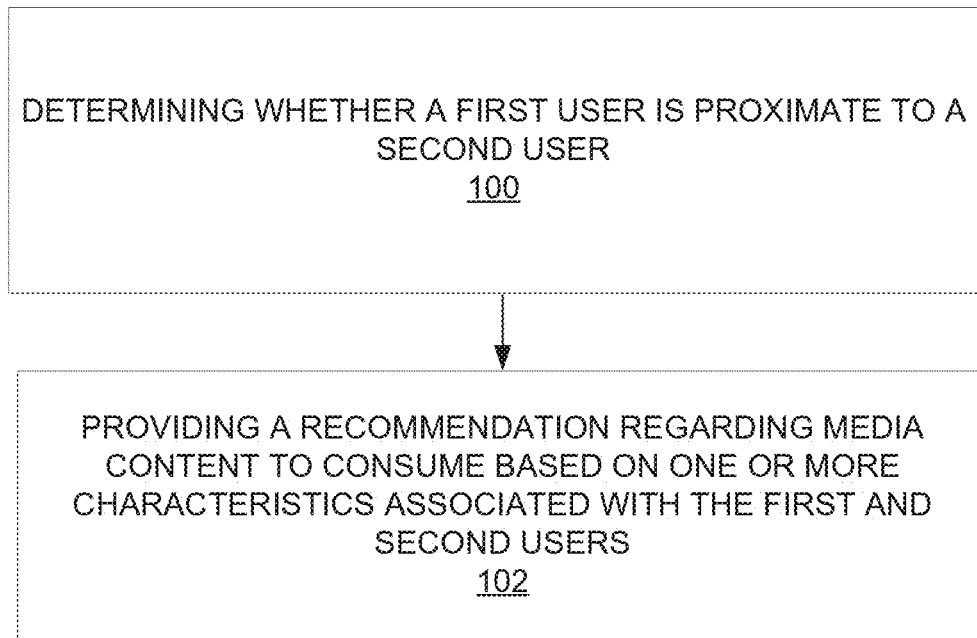 DETERMINING WHETHER A FIRST USER IS PROXIMATE TO A
SECOND USER
100
PROVIDING A RECOMMENDATION REGARDING MEDIA
CONTENT TO CONSUME BASED ON ONE OR MORE
CHARACTERISTICS ASSOCIATED WITH THE FIRST AND
SECOND USERS
102